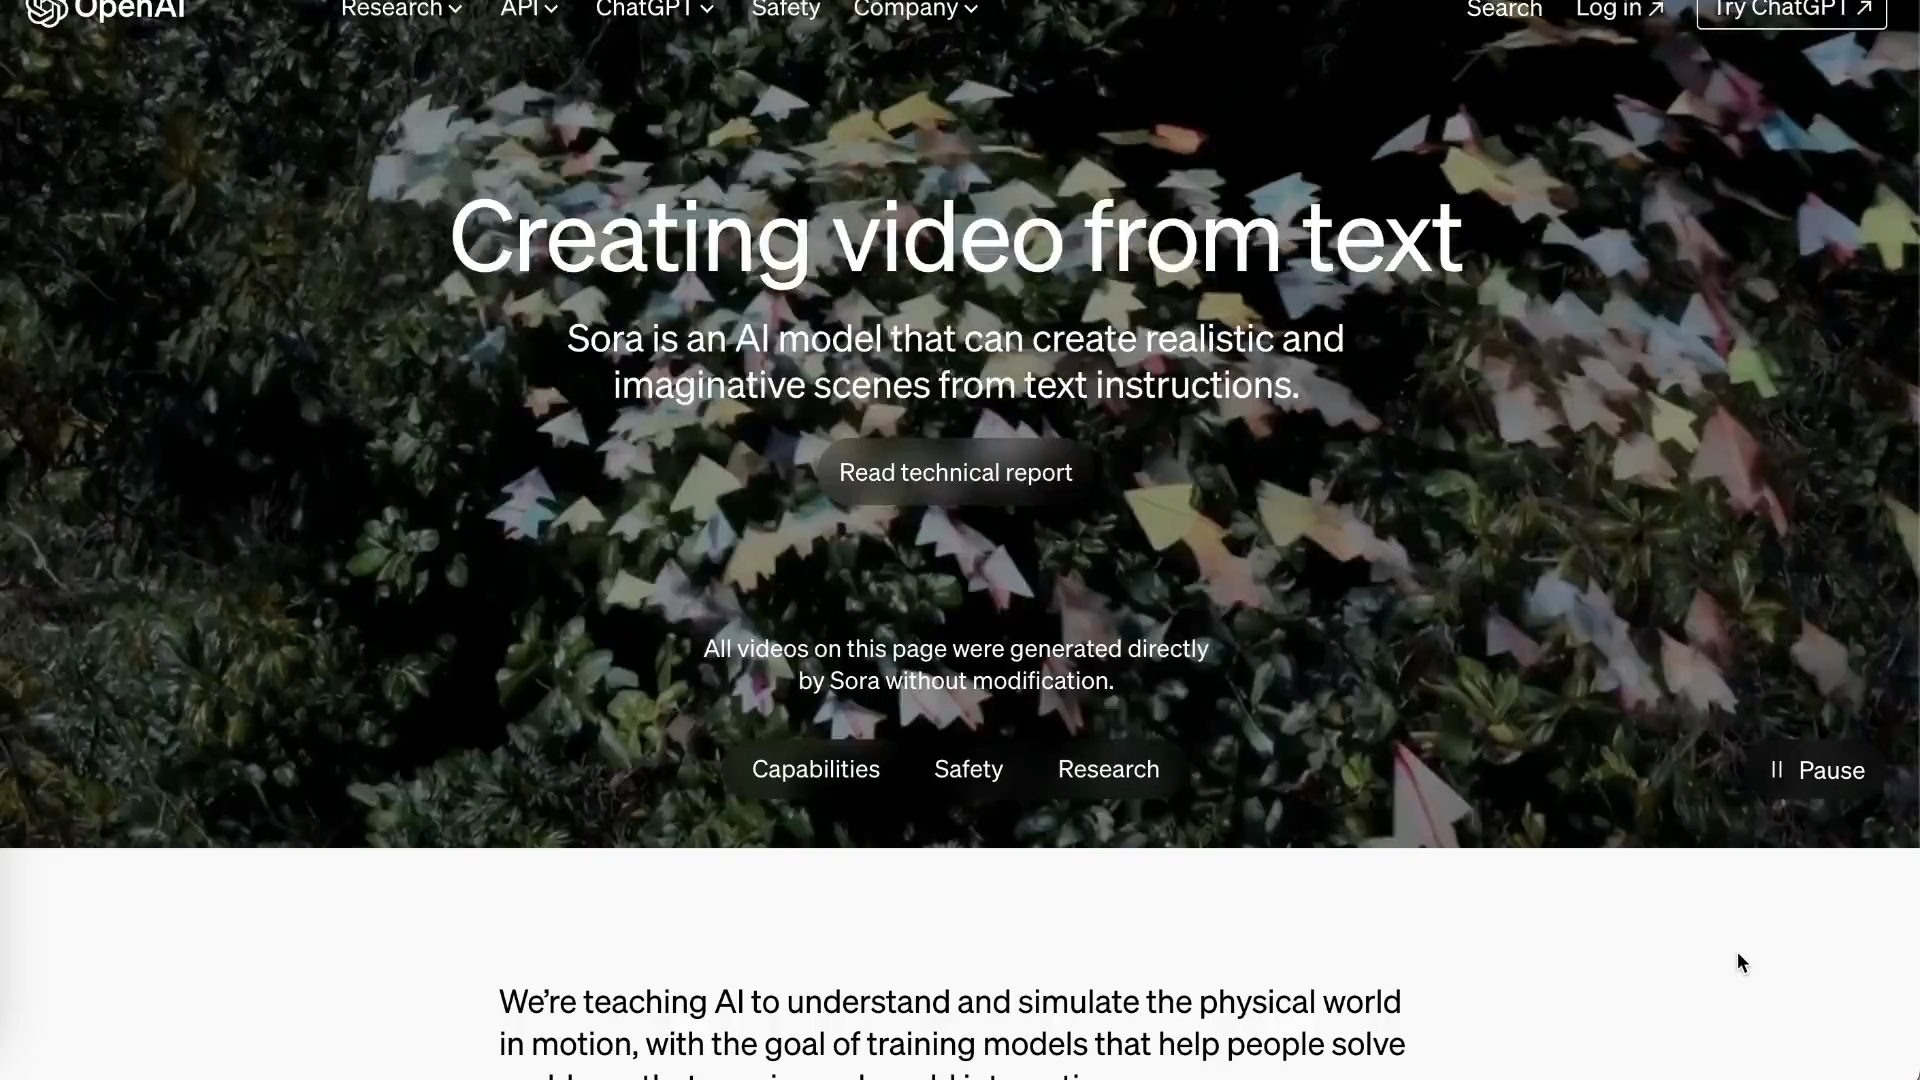 OpenAI
Research API ChatGPT Safety Company Search Log in Try ChatGPT
Creating video from text
Sora is an AI model that can create realistic and
imaginative scenes from text instructions.
Read technical report
All videos on this page were generated directly
by Sora without modification.
Capabilities Safety Research
Pause
We’re teaching AI to understand and simulate the physical world
in motion, with the goal of training models that help people solve